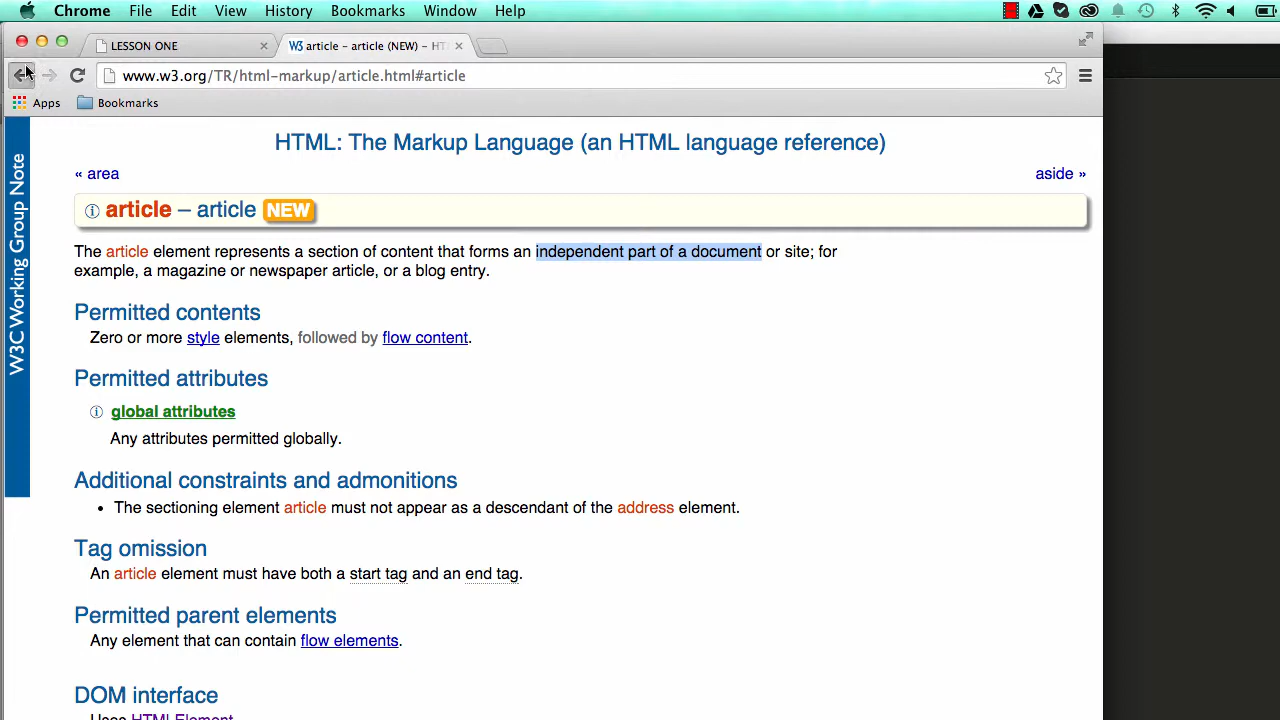 Chrome File Edit View History Bookmarks Window Help
LESSON ONE
W3 article – article (NEW) – HT
www.w3.org/TR/html-markup/article.html#article
Apps Bookmarks
W3C Working Group Note
HTML: The Markup Language (an HTML language reference)
« area aside »
article – article NEW
The article element represents a section of content that forms an independent part of a document or site; for
example, a magazine or newspaper article, or a blog entry.
Permitted contents
Zero or more style elements, followed by flow content.
Permitted attributes
global attributes
Any attributes permitted globally.
Additional constraints and admonitions
• The sectioning element article must not appear as a descendant of the address element.
Tag omission
An article element must have both a start tag and an end tag.
Permitted parent elements
Any element that can contain flow elements.
DOM interface
Uses HTMLElement